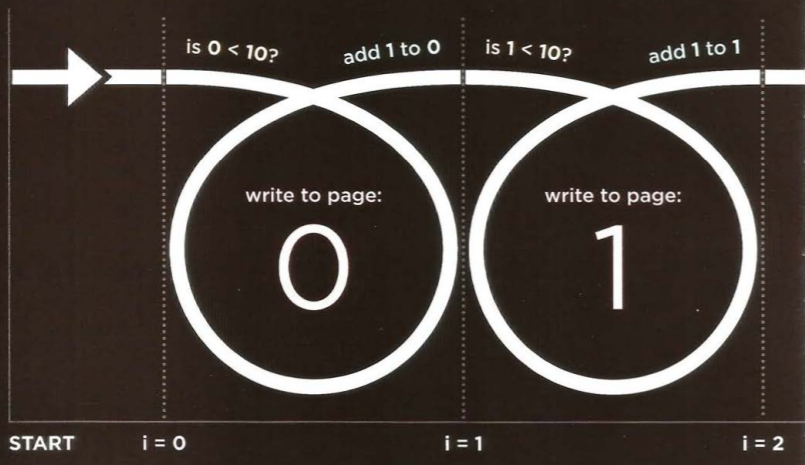 is 0 < 10?
add 1 to 0
is 1 < 10?
add 1 to 1
write to page:
0
write to page:
1
START
i = 0
i = 1
i = 2